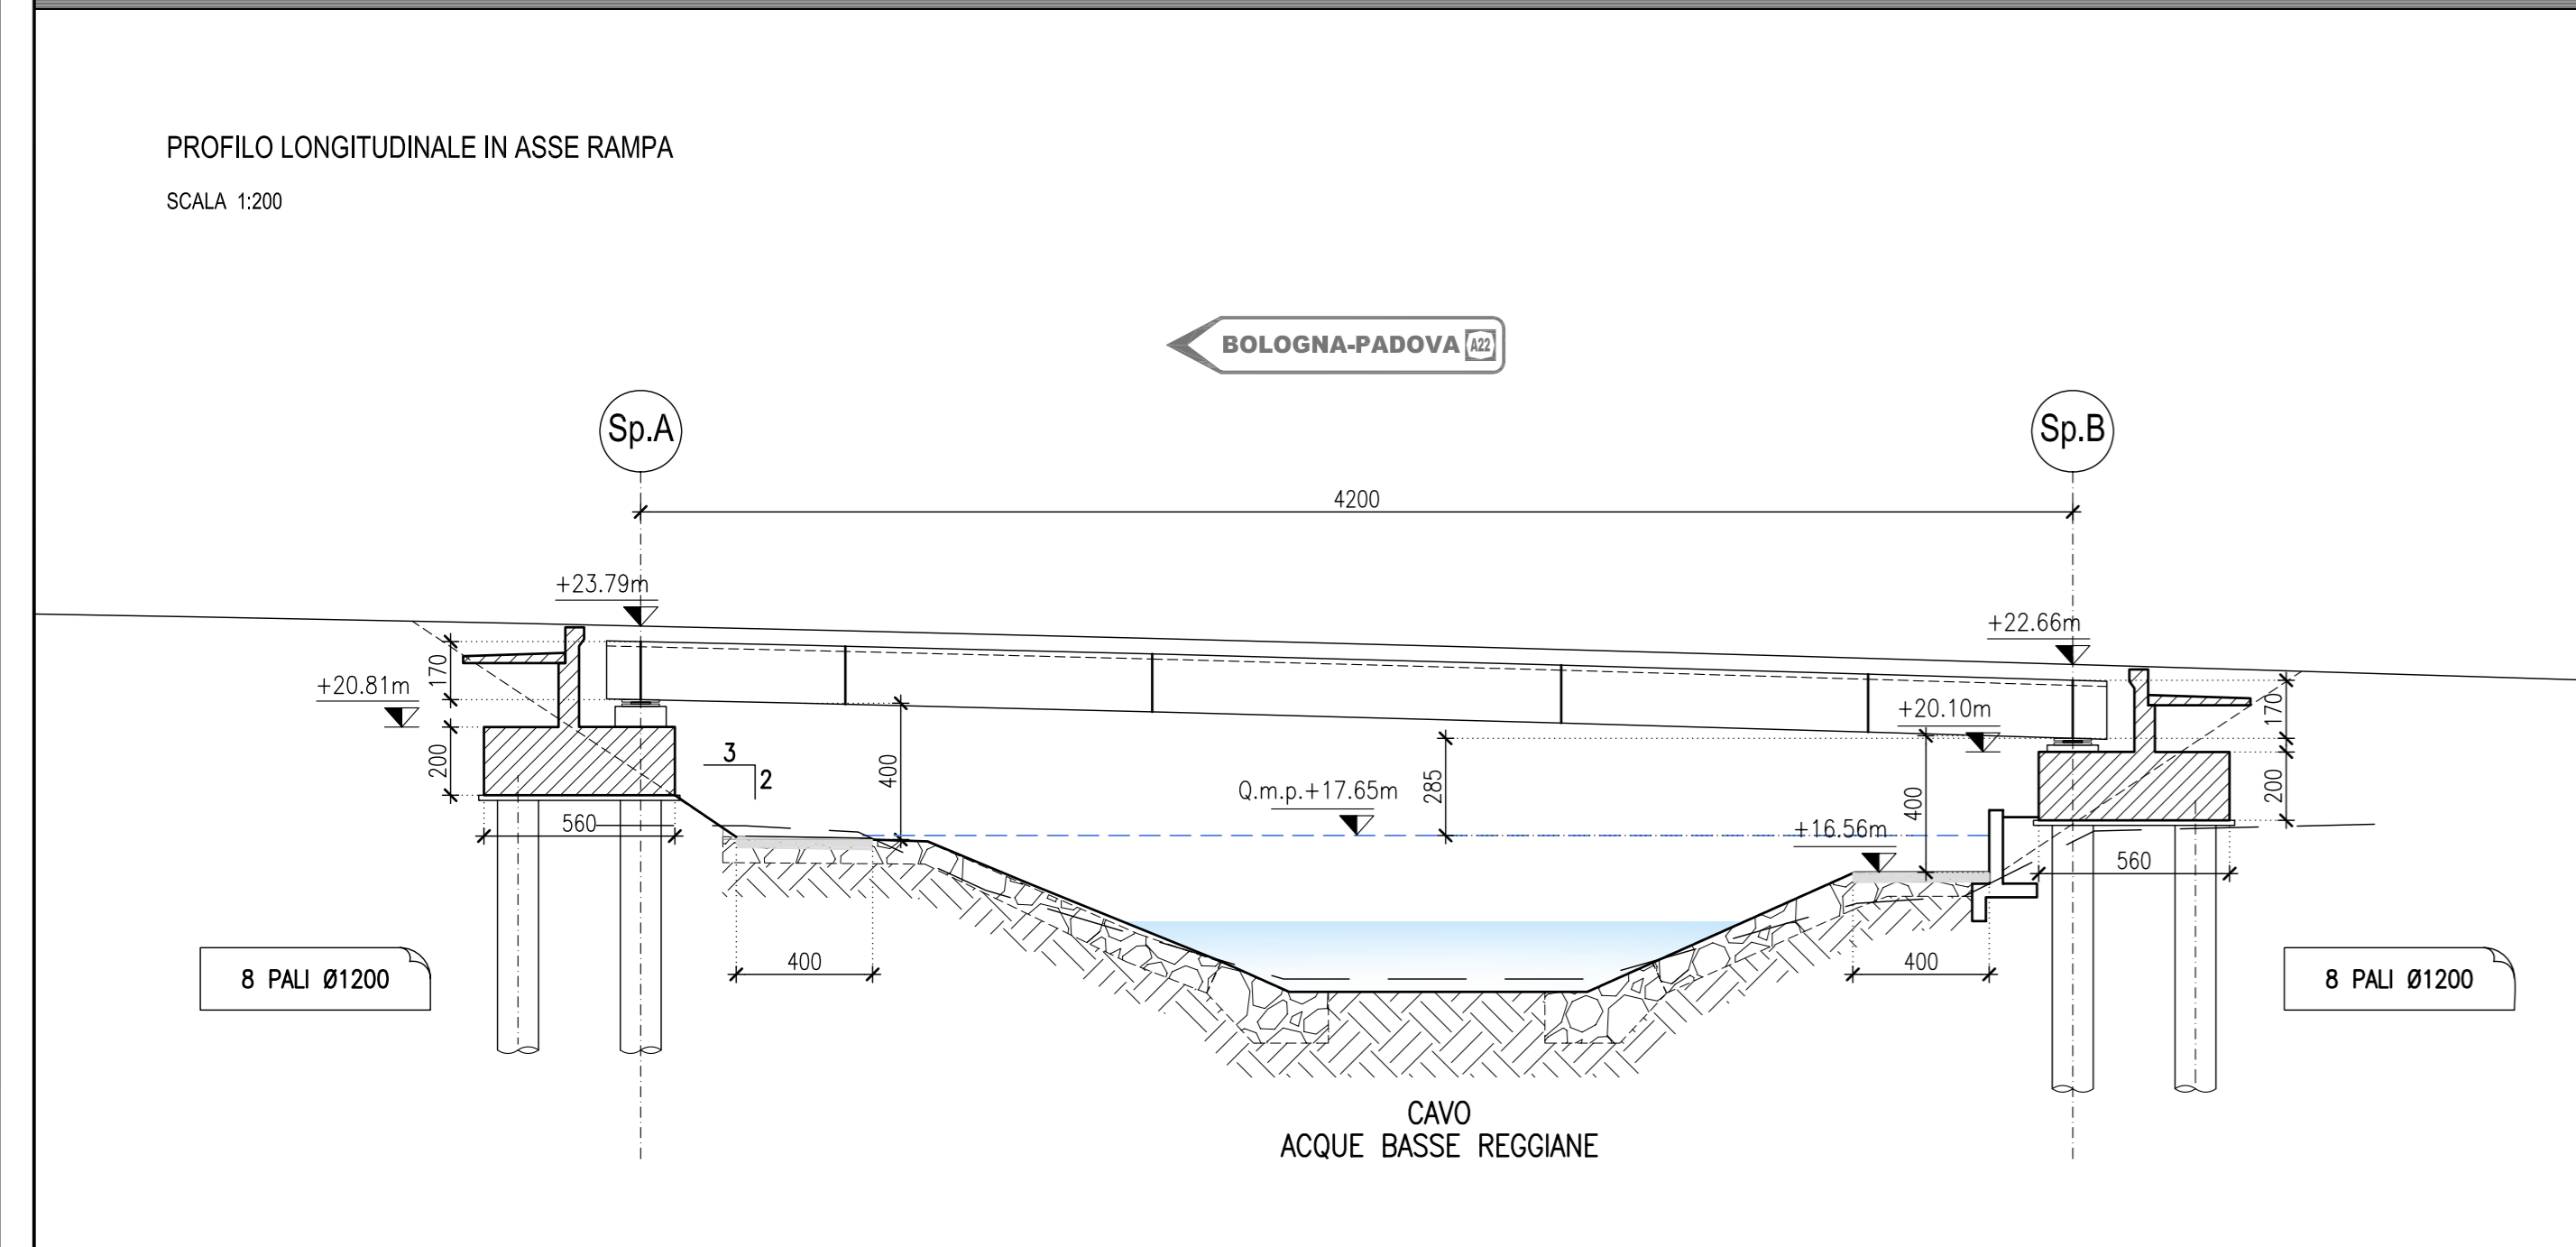 PROFILO LONGITUDINALE IN ASSE RAMPA
SCALA 1:200
BOLOGNA-PADOVA A22
Sp.A
Sp.B
4200
+23.79m
+22.66m
+20.81m
170
200
560
3
2
400
400
285
Q.m.p.+17.65m
+20.10m
400
+16.56m
400
170
200
560
8 PALI Ø1200
8 PALI Ø1200
CAVO
ACQUE BASSE REGGIANE